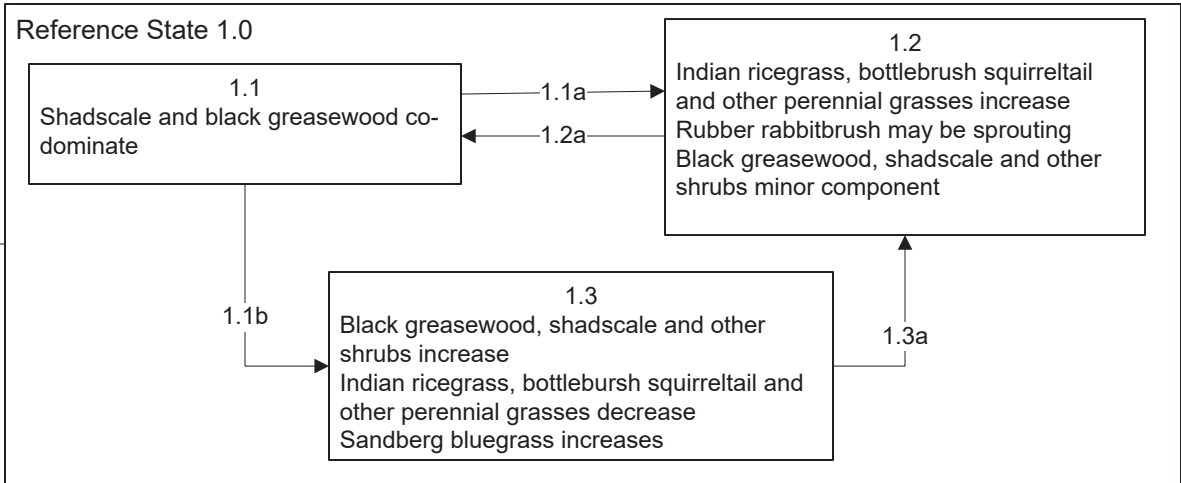 Reference State 1.0
1.1
Shadscale and black greasewood co-
dominate
1.1a
1.2a
1.2
Indian ricegrass, bottlebrush squirreltail
and other perennial grasses increase
Rubber rabbitbrush may be sprouting
Black greasewood, shadscale and other
shrubs minor component
1.1b
1.3
Black greasewood, shadscale and other
shrubs increase
Indian ricegrass, bottlebursh squirreltail and
other perennial grasses decrease
Sandberg bluegrass increases
1.3a